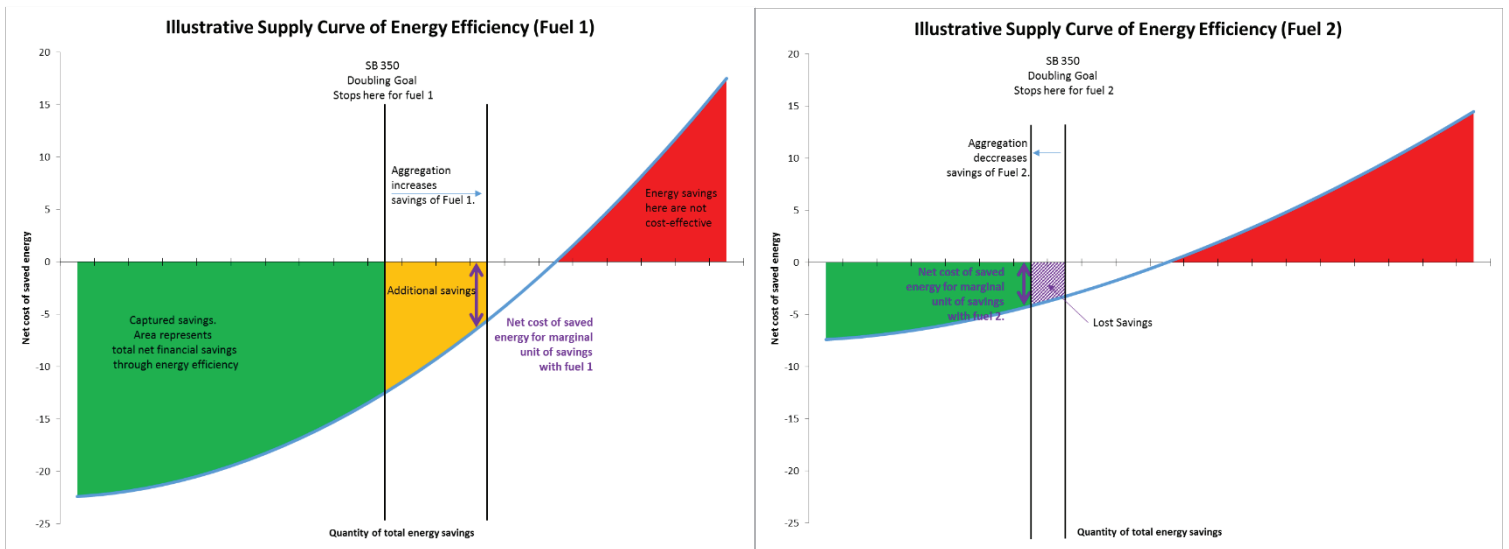 Illustrative Supply Curve of Energy Efficiency (Fuel 1)
20
15
10
5
0
-5
-10
-15
-20
-25
Net cost of saved energy
SB 350
Doubling Goal
Stops here for fuel 1
Aggregation
increases
savings of Fuel 1.
Energy savings
here are not
cost-effective
Additional savings
Captured savings.
Area represents
total net financial savings
through energy efficiency
Net cost of saved
energy for marginal
unit of savings
with fuel 1
Quantity of total energy savings
Illustrative Supply Curve of Energy Efficiency (Fuel 2)
20
15
10
5
0
-5
-10
-15
-20
-25
Net cost of saved energy
SB 350
Doubling Goal
Stops here for fuel 2
Aggregation
deccreases
savings of Fuel 2.
Net cost of saved
energy for marginal
unit of savings
with fuel 2.
Lost Savings
Quantity of total energy savings